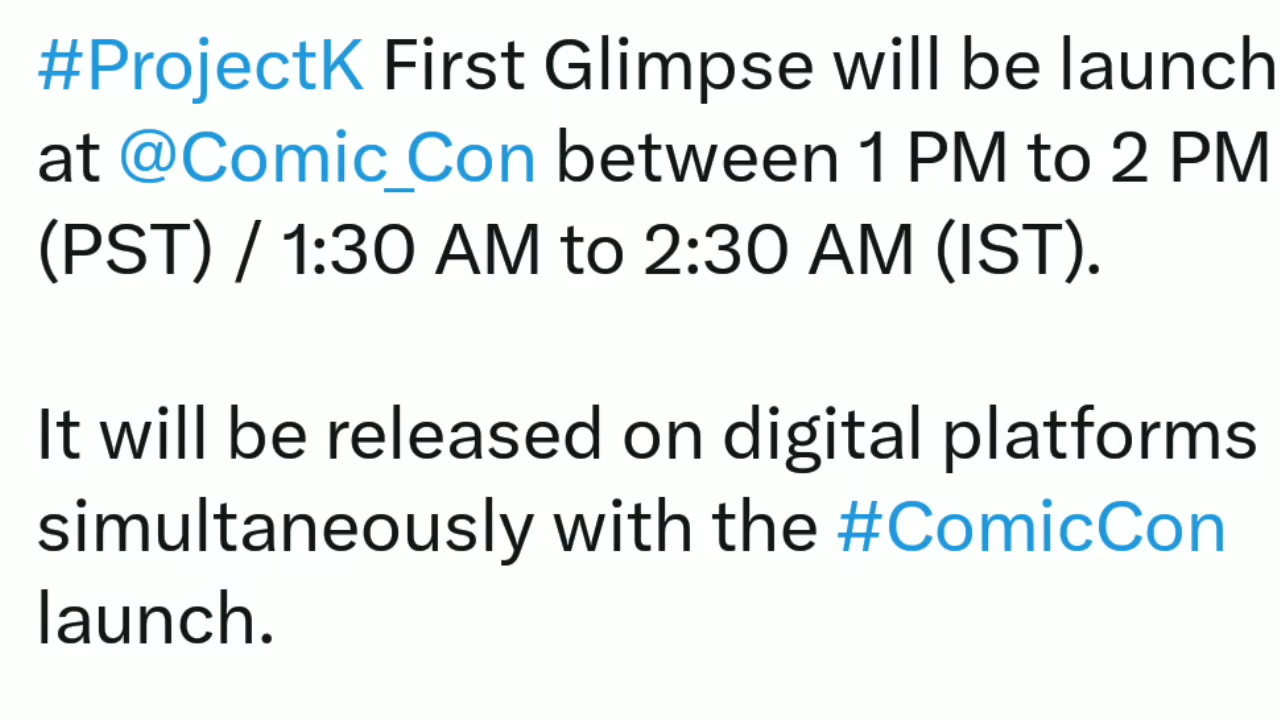 #ProjectK First Glimpse will be launch
at @Comic_Con between 1 PM to 2 PM
(PST) / 1:30 AM to 2:30 AM (IST).
It will be released on digital platforms
simultaneously with the #ComicCon
launch.